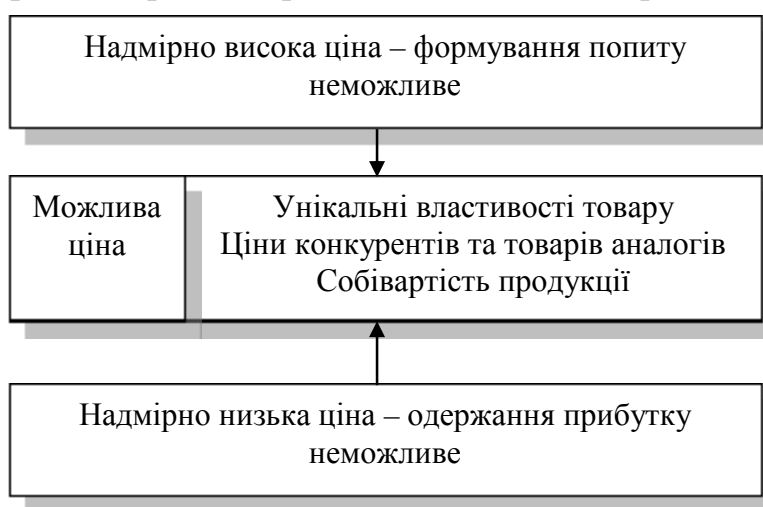 Надмірно висока ціна – формування попиту
неможливе
Можлива
ціна
Унікальні властивості товару
Ціни конкурентів та товарів аналогів
Собівартість продукції
Надмірно низька ціна – одержання прибутку
неможливе